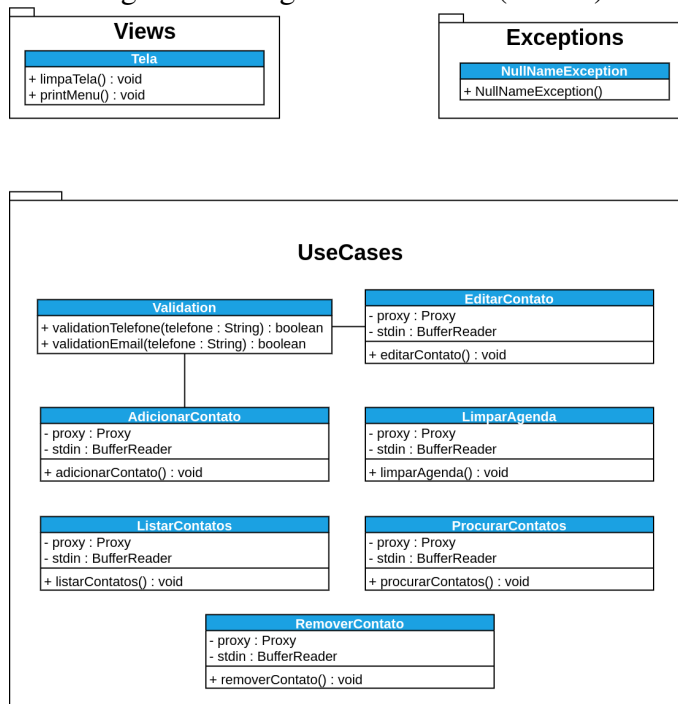 Views
Tela
+ limpaTela() : void
+ printMenu() : void
Exceptions
NullNameException
+ NullNameException()
UseCases
Validation
+ validationTelefone(telefone : String) : boolean
+ validationEmail(telefone : String) : boolean
EditarContato
- proxy : Proxy
- stdin : BufferReader
+ editarContato() : void
AdicionarContato
- proxy : Proxy
- stdin : BufferReader
+ adicionarContato() : void
LimparAgenda
- proxy : Proxy
- stdin : BufferReader
+ limparAgenda() : void
ListarContatos
- proxy : Proxy
- stdin : BufferReader
+ listarContatos() : void
ProcurarContatos
- proxy : Proxy
- stdin : BufferReader
+ procurarContatos() : void
RemoverContato
- proxy : Proxy
- stdin : BufferReader
+ removerContato() : void